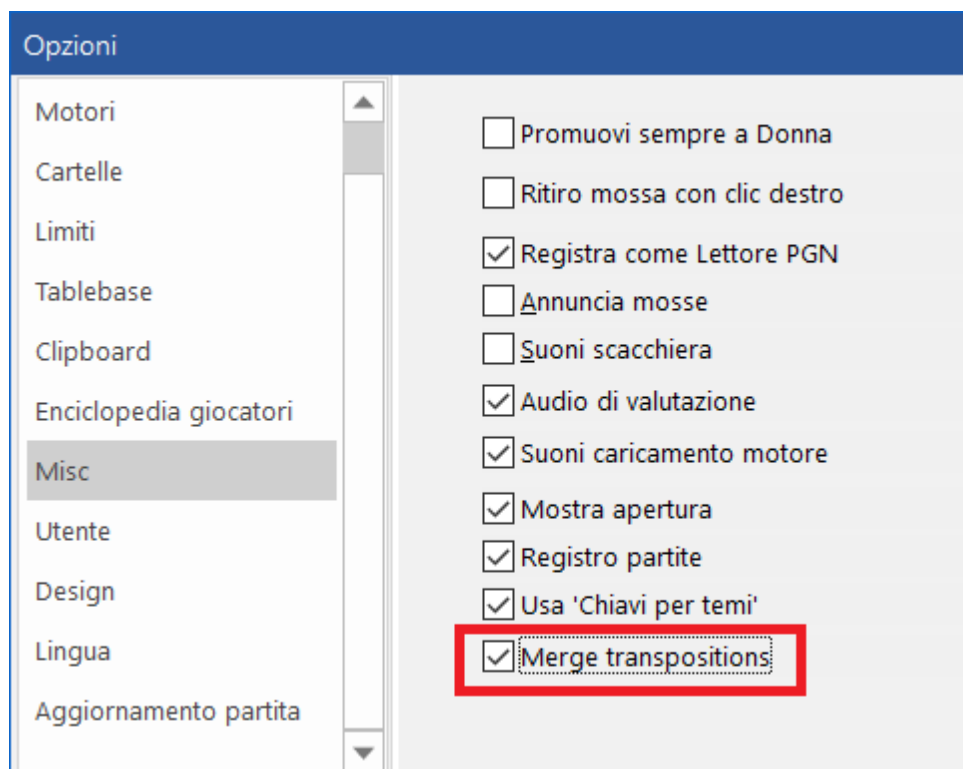 Opzioni
Motori
Cartelle
Limiti
Tablebase
Clipboard
Enciclopedia giocatori
Misc
Utente
Design
Lingua
Aggiornamento partita
Promuovi sempre a Donna
Ritiro mossa con clic destro
Registra come Lettore PGN
Annuncia mosse
Suoni scacchiera
Audio di valutazione
Suoni caricamento motore
Mostra apertura
Registro partite
Usa 'Chiavi per temi'
Merge transpositions